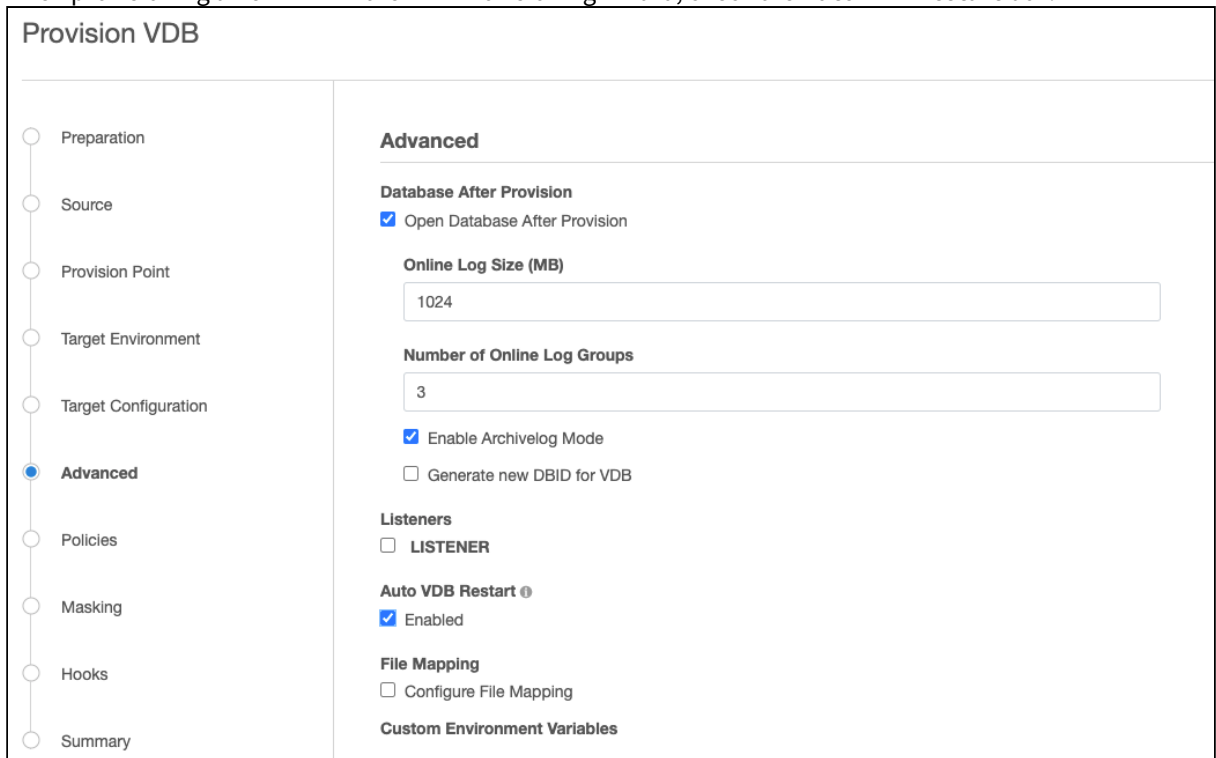 Provision VDB
Preparation
Source
Provision Point
Target Environment
Target Configuration
Advanced
Policies
Masking
Hooks
Summary
Advanced
Database After Provision
Open Database After Provision
Online Log Size (MB)
1024
Number of Online Log Groups
3
Enable Archivelog Mode
Generate new DBID for VDB
Listeners
LISTENER
Auto VDB Restart
Enabled
File Mapping
Configure File Mapping
Custom Environment Variables